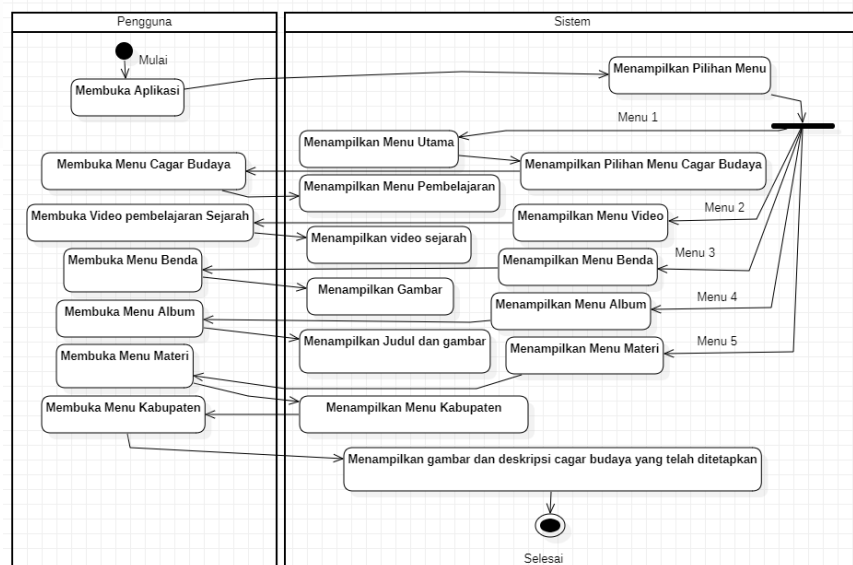 Pengguna
Sistem
Mulai
Membuka Aplikasi
Menampilkan Pilihan Menu
Menu 1
Menampilkan Menu Utama
Membuka Menu Cagar Budaya
Menampilkan Pilihan Menu Cagar Budaya
Menampilkan Menu Pembelajaran
Membuka Video pembelajaran Sejarah
Menampilkan Menu Video
Menu 2
Menampilkan video sejarah
Membuka Menu Benda
Menampilkan Menu Benda
Menu 3
Menampilkan Gambar
Membuka Menu Album
Menampilkan Menu Album
Menu 4
Menampilkan Judul dan gambar
Menampilkan Menu Materi
Menu 5
Membuka Menu Materi
Membuka Menu Kabupaten
Menampilkan Menu Kabupaten
Menampilkan gambar dan deskripsi cagar budaya yang telah ditetapkan
Selesai